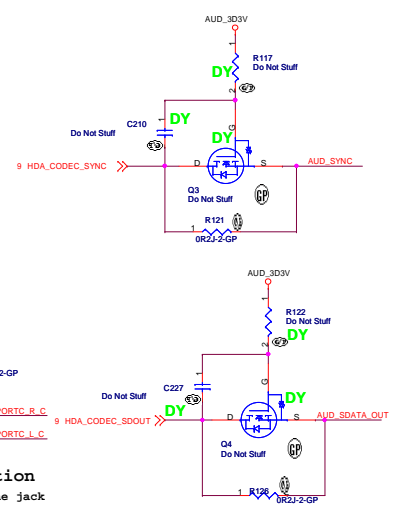 AUD_3D3V
1
R117
Do Not Stuff
DY
2
C210
1
DY
Do Not Stuff
DY
G
9 HDA_CODEC_SYNC
D
S
AUD_SYNC
Q3
Do Not Stuff
GP
R121
1
0R2J-2-GP
AUD_3D3V
1
R122
Do Not Stuff
DY
2
2-GP
C227
1
G
Do Not Stuff
DY
DY
PORTC_R_C
9 HDA_CODEC_SDOUT
D
S
AUD_SDATA_OUT
PORTC_L_C
Q4
Do Not Stuff
GP
tion
e jack
1
0R2J-2-GP